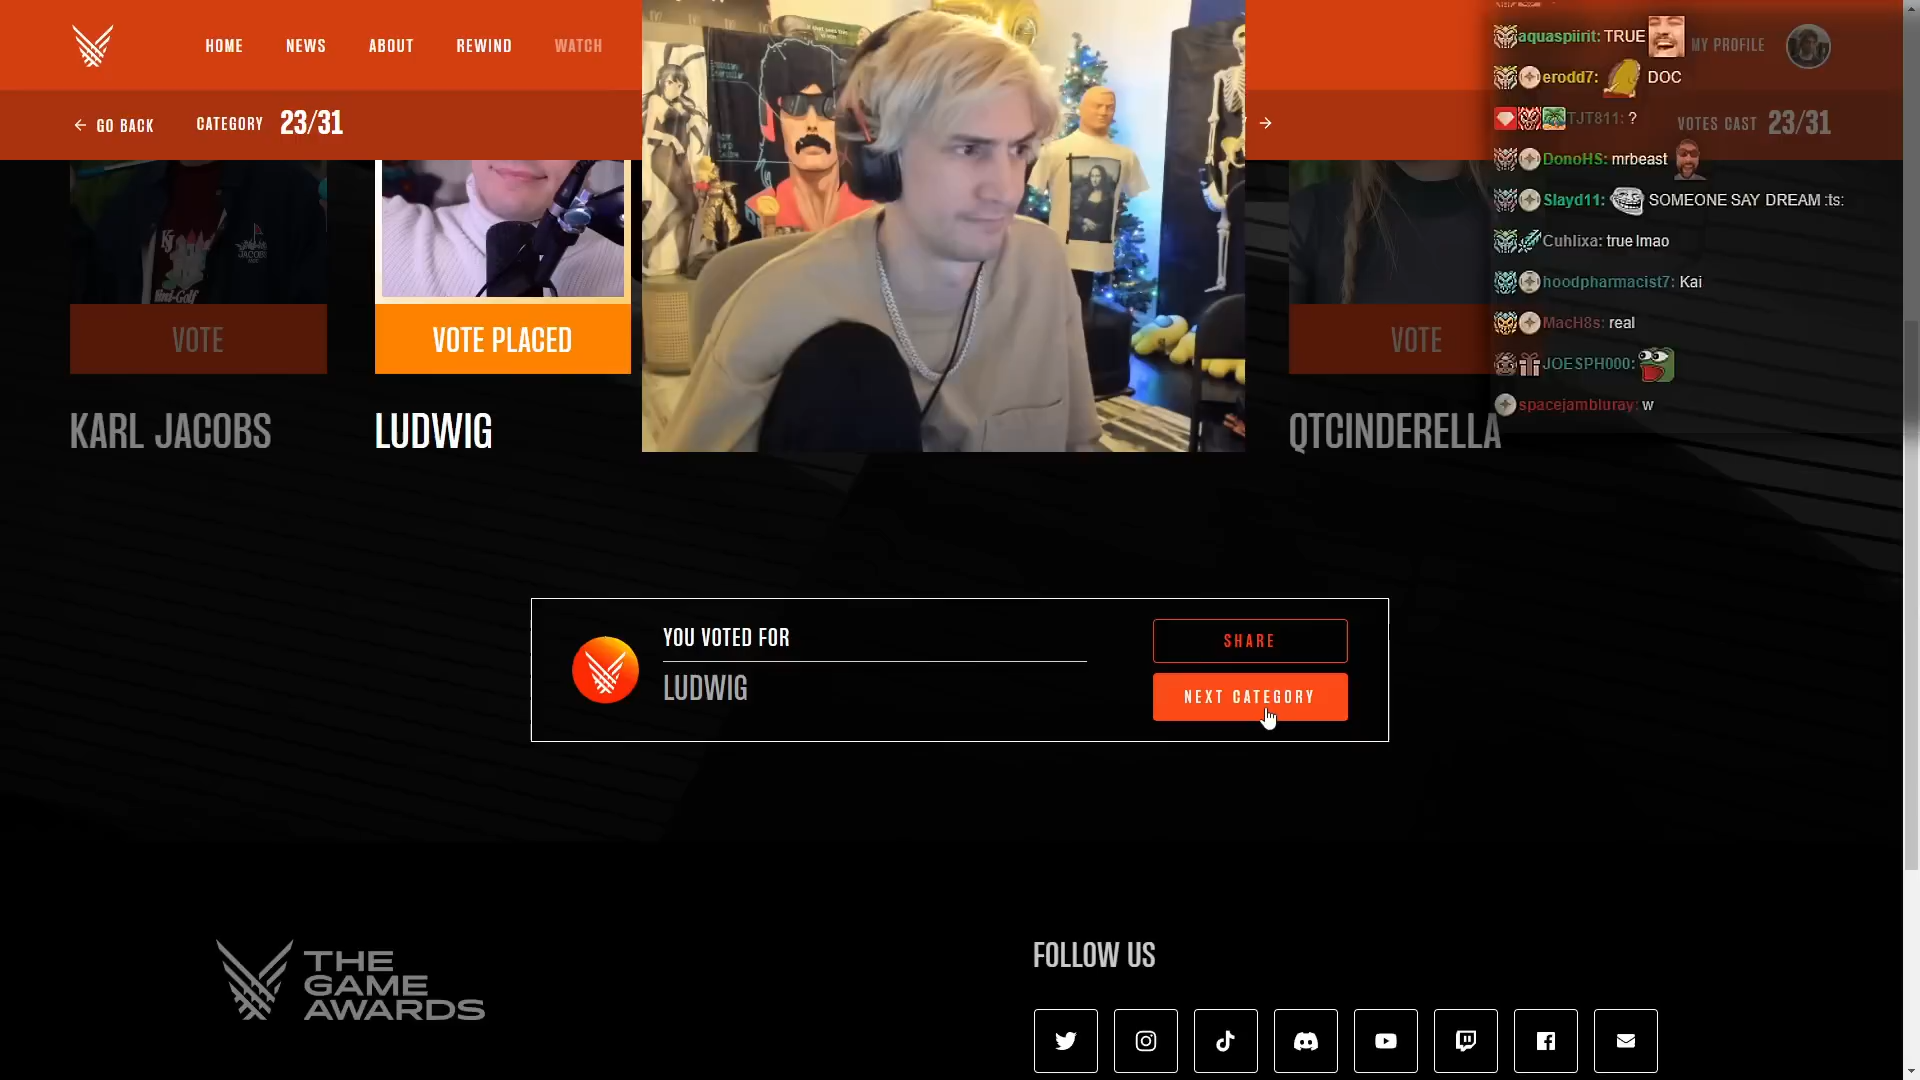 HOME NEWS ABOUT REWIND WATCH
MY PROFILE
GO BACK CATEGORY 23/31
VOTES CAST 23/31
aquaspiirit: TRUE
erodd7: DOC
TJT811: ?
DonoHS: mrbeast
Slayd11: SOMEONE SAY DREAM :ts:
Cuhlixa: true lmao
hoodpharmacist7: Kai
MacH8s: real
JOESPH000:
spacejambluray: w
VOTE
VOTE PLACED
VOTE
KARL JACOBS
LUDWIG
QTCINDERELLA
YOU VOTED FOR
LUDWIG
SHARE
NEXT CATEGORY
THE
GAME
AWARDS
FOLLOW US